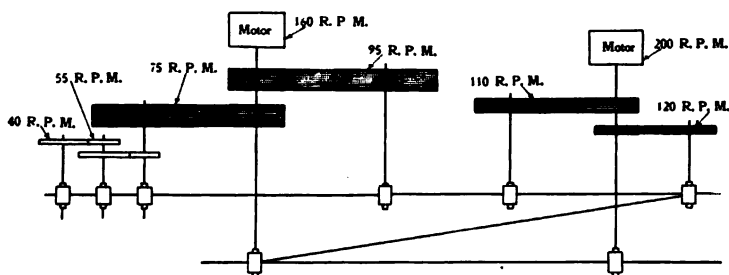 Motor
160 R. P. M.
95 R. P. M.
75 R. P. M.
55 R. P. M.
40 R. P. M.
Motor
200 R. P. M.
110 R. P. M.
120 R. P. M.